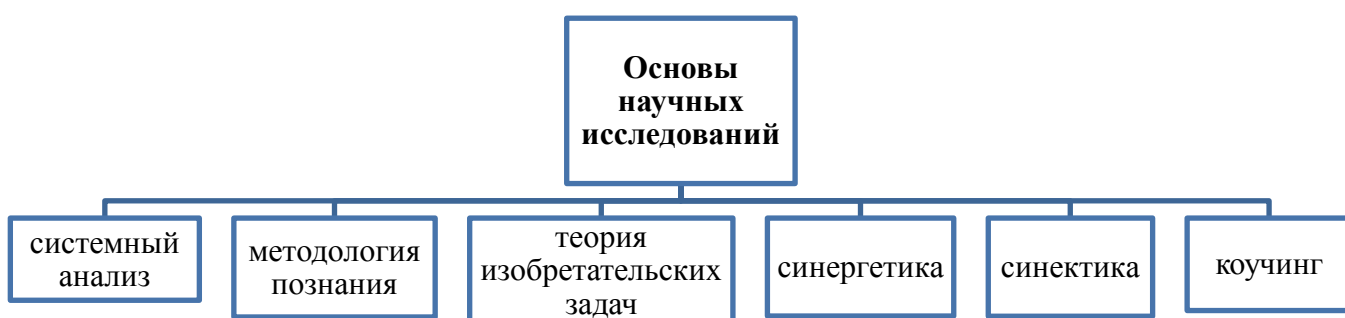 Основы
научных
исследований
системный
анализ
методология
познания
теория
изобретательских
задач
синергетика
синектика
коучинг